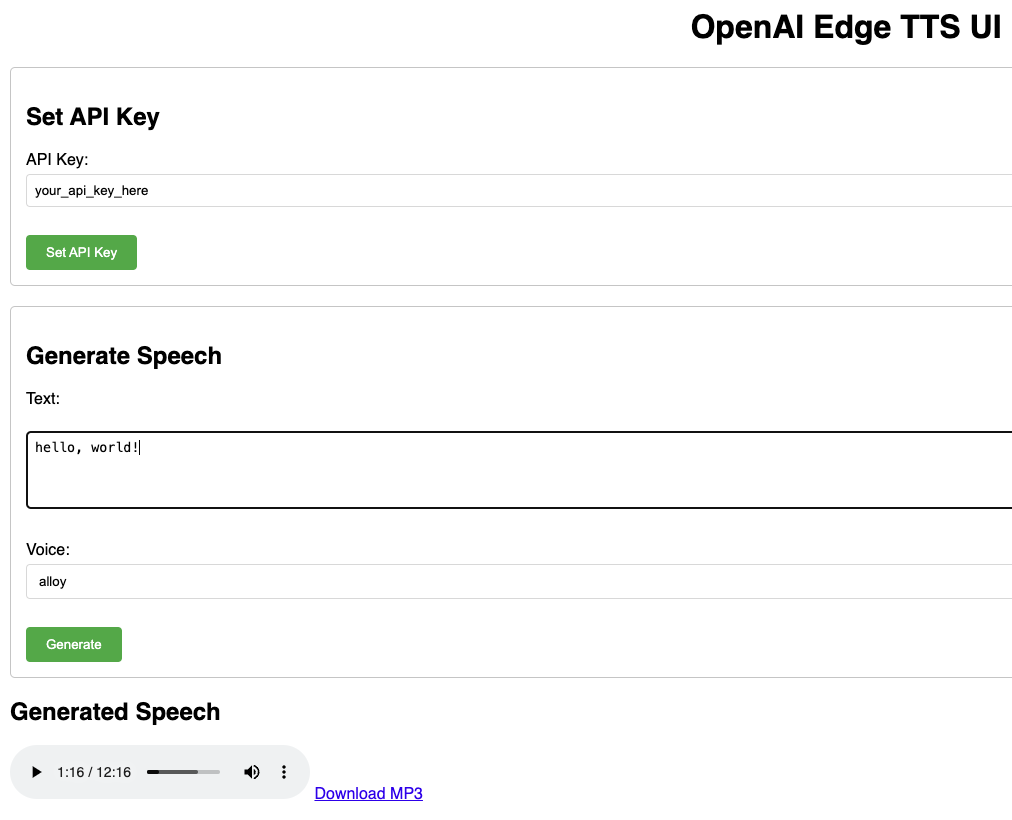 OpenAI Edge TTS UI
Set API Key
API Key:
your_api_key_here
Set API Key
Generate Speech
Text:
hello, world!
Voice:
alloy
Generate
Generated Speech
1:16 / 12:16
Download MP3